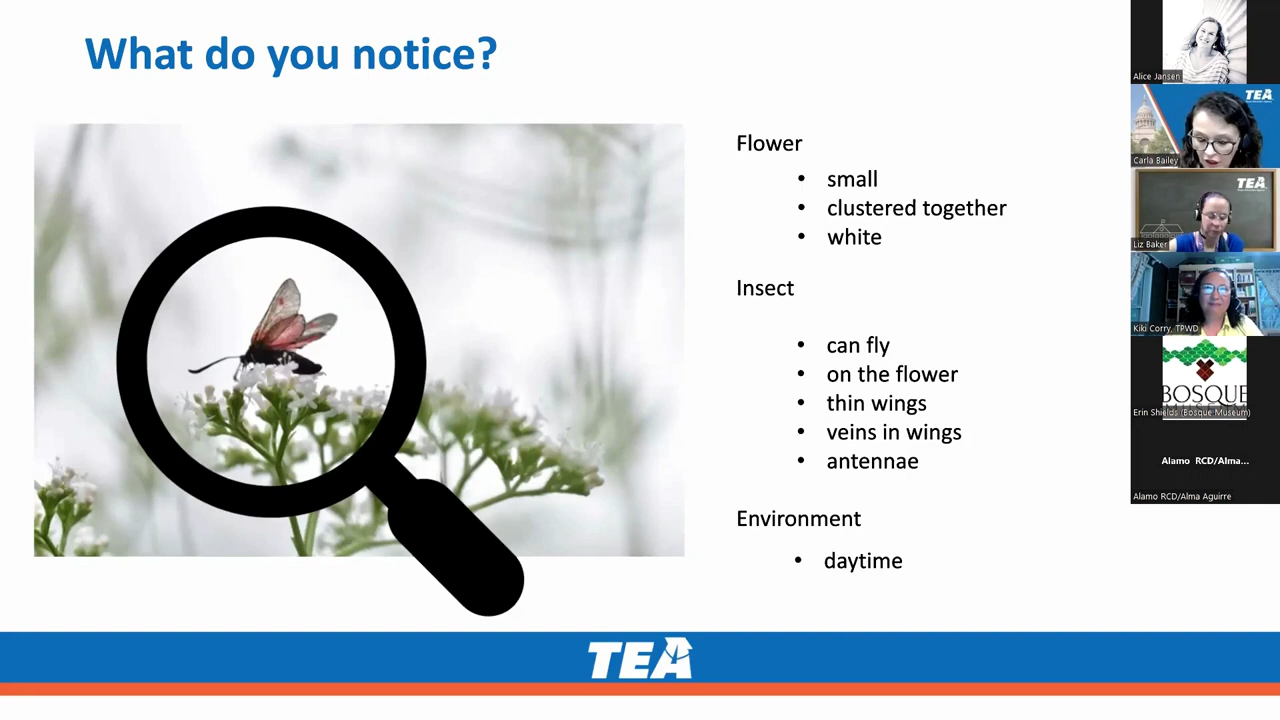 What do you notice?
Flower
• small
• clustered together
• white
Insect
• can fly
• on the flower
• thin wings
• veins in wings
• antennae
Environment
• daytime
TEA
Alice Jansen
TEA
Carla Bailey
TEA
Liz Baker
Kiki Corry, TPWD
BOSQUE
Erin Shields (Bosque Museum)
Alamo RCD/Alma...
Alamo RCD/Alma Aguirre